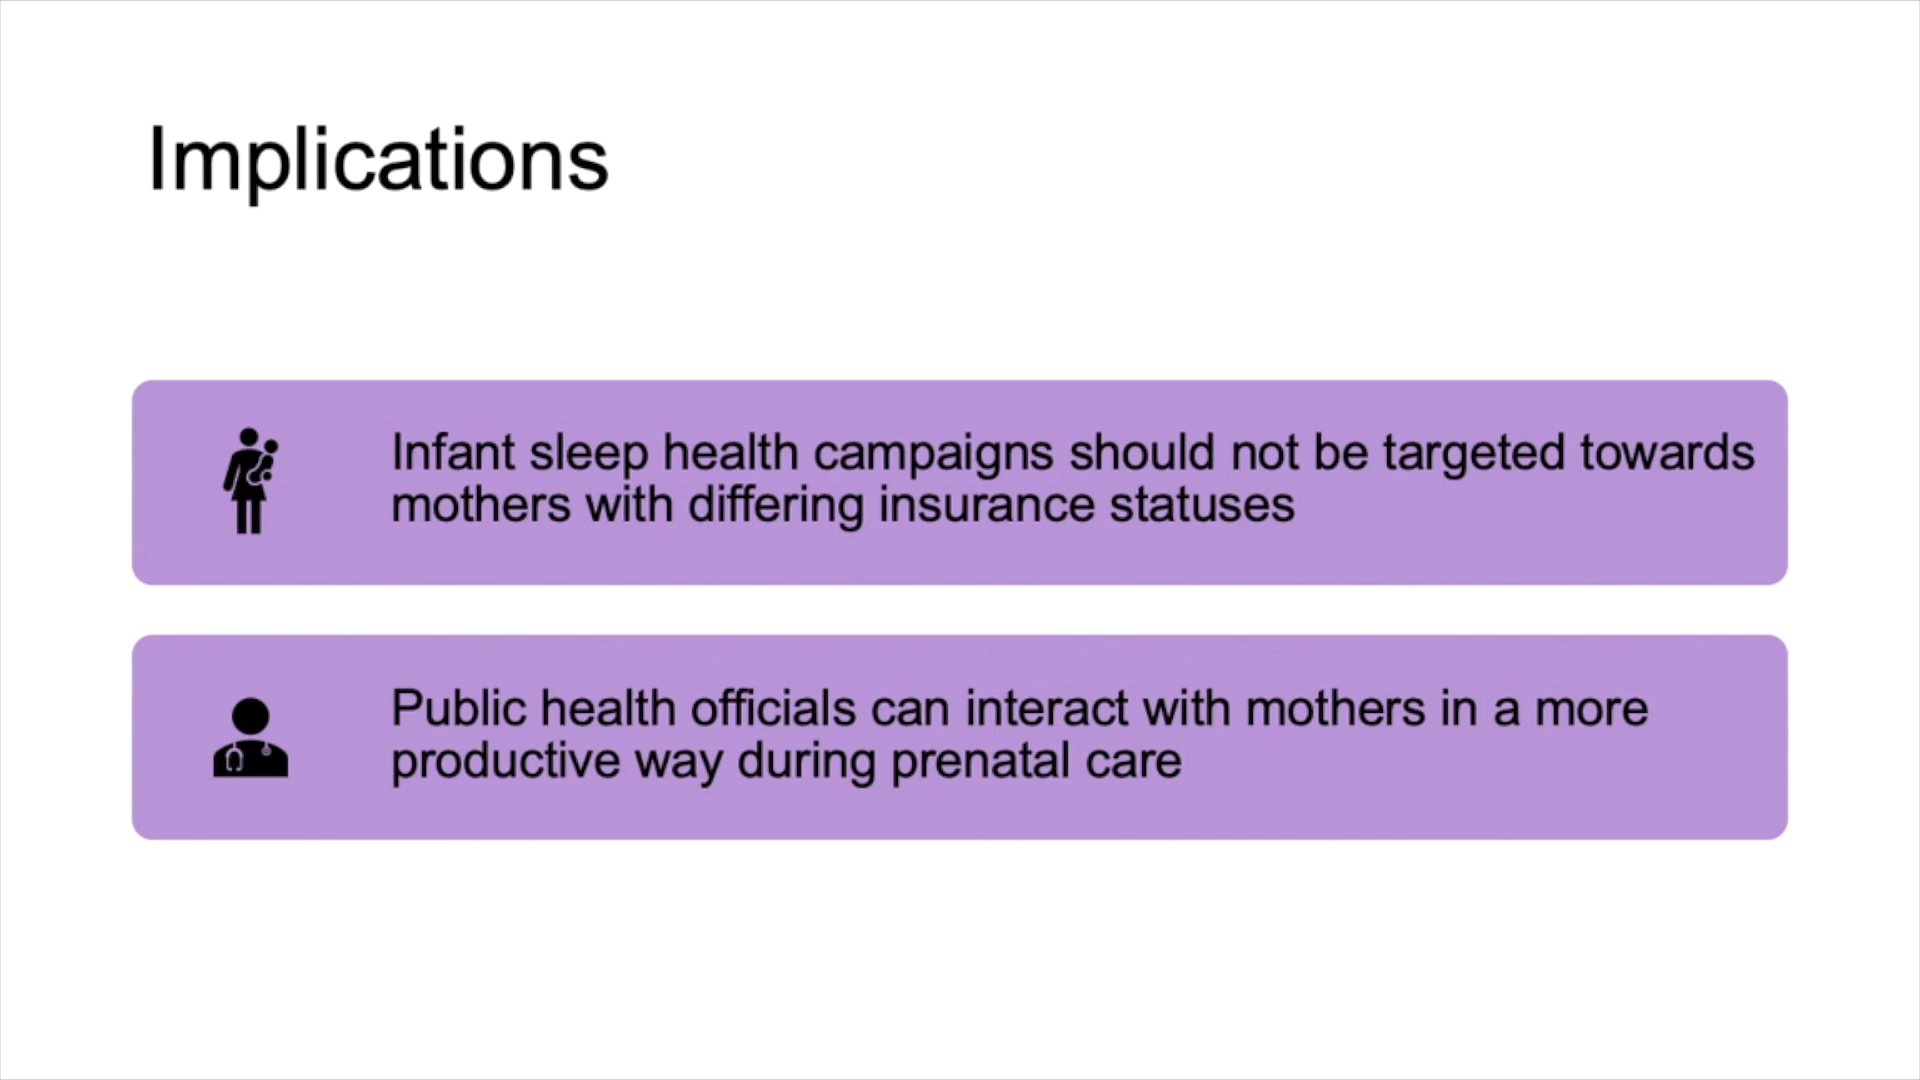 Implications
Infant sleep health campaigns should not be targeted towards
mothers with differing insurance statuses
Public health officials can interact with mothers in a more
productive way during prenatal care